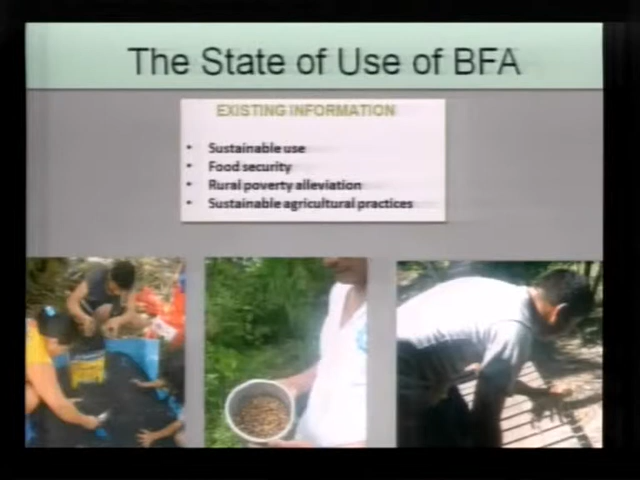 The State of Use of BFA
EXISTING INFORMATION
• Sustainable use
• Food security
• Rural poverty alleviation
• Sustainable agricultural practices